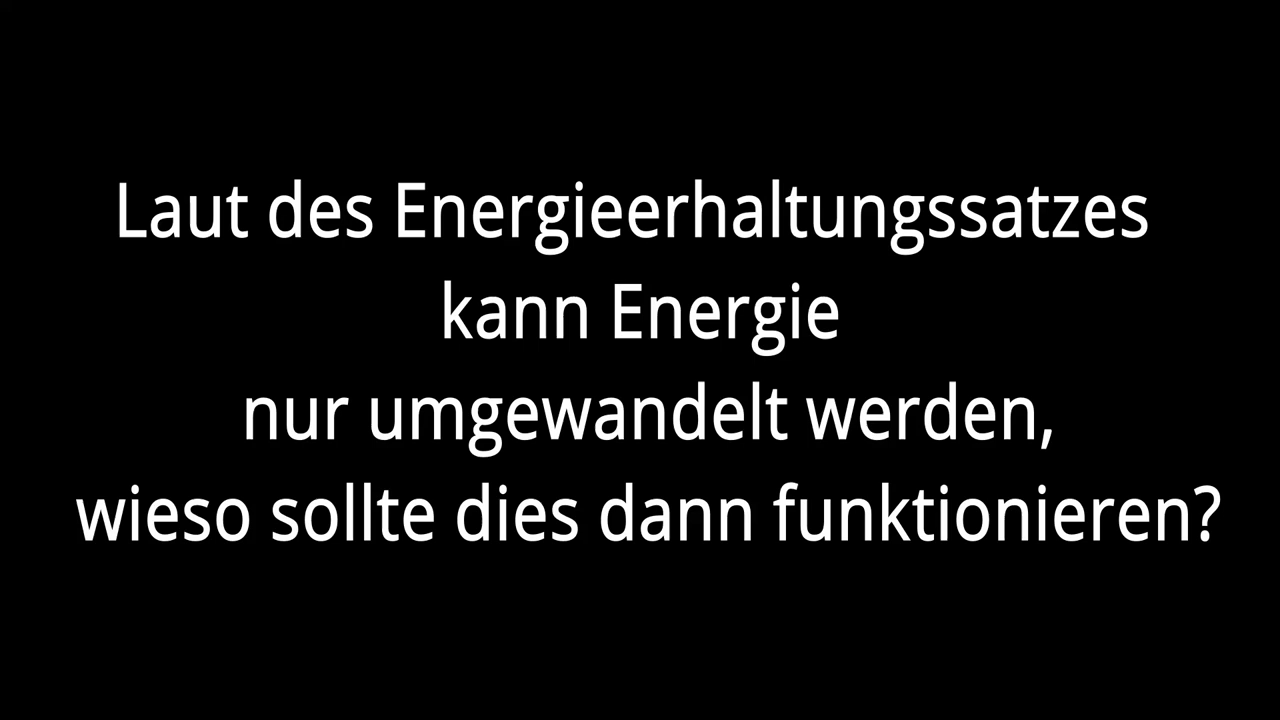 Laut des Energieerhaltungssatzes
kann Energie
nur umgewandelt werden,
wieso sollte dies dann funktionieren?